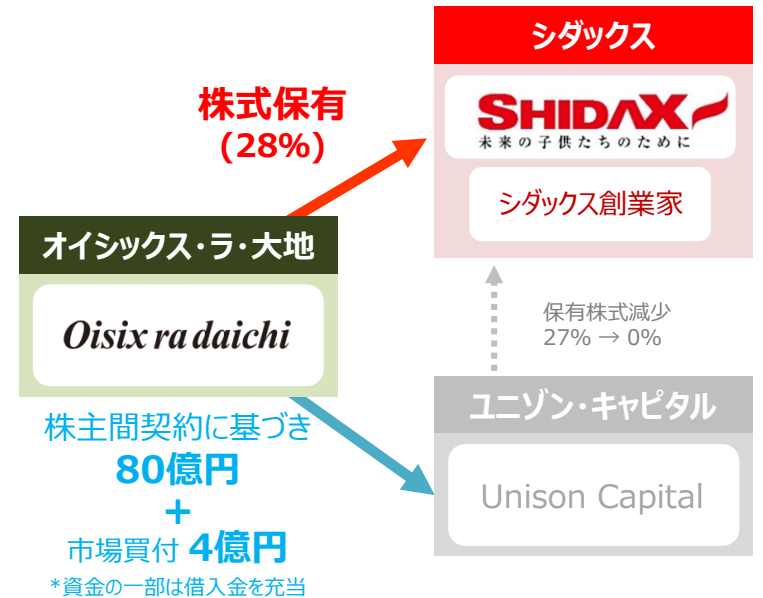 シダックス
SHIDAX
未来の子供たちのために
シダックス創業家
株式保有
(28%)
オイシックス・ラ・大地
Oisix ra daichi
保有株式減少
27% → 0%
ユニゾン・キャピタル
Unison Capital
株主間契約に基づき
80億円
+
市場買付 4億円
*資金の一部は借入金を充当